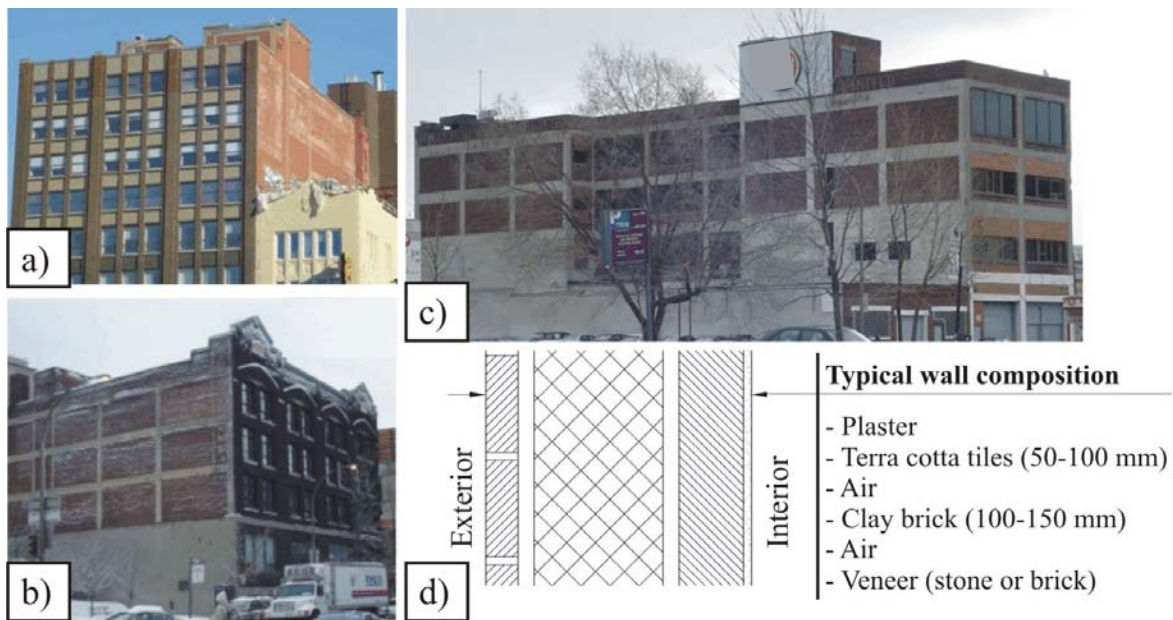 a)
b)
c)
d)
Exterior
Interior
Typical wall composition
- Plaster
- Terra cotta tiles (50-100 mm)
- Air
- Clay brick (100-150 mm)
- Air
- Veneer (stone or brick)